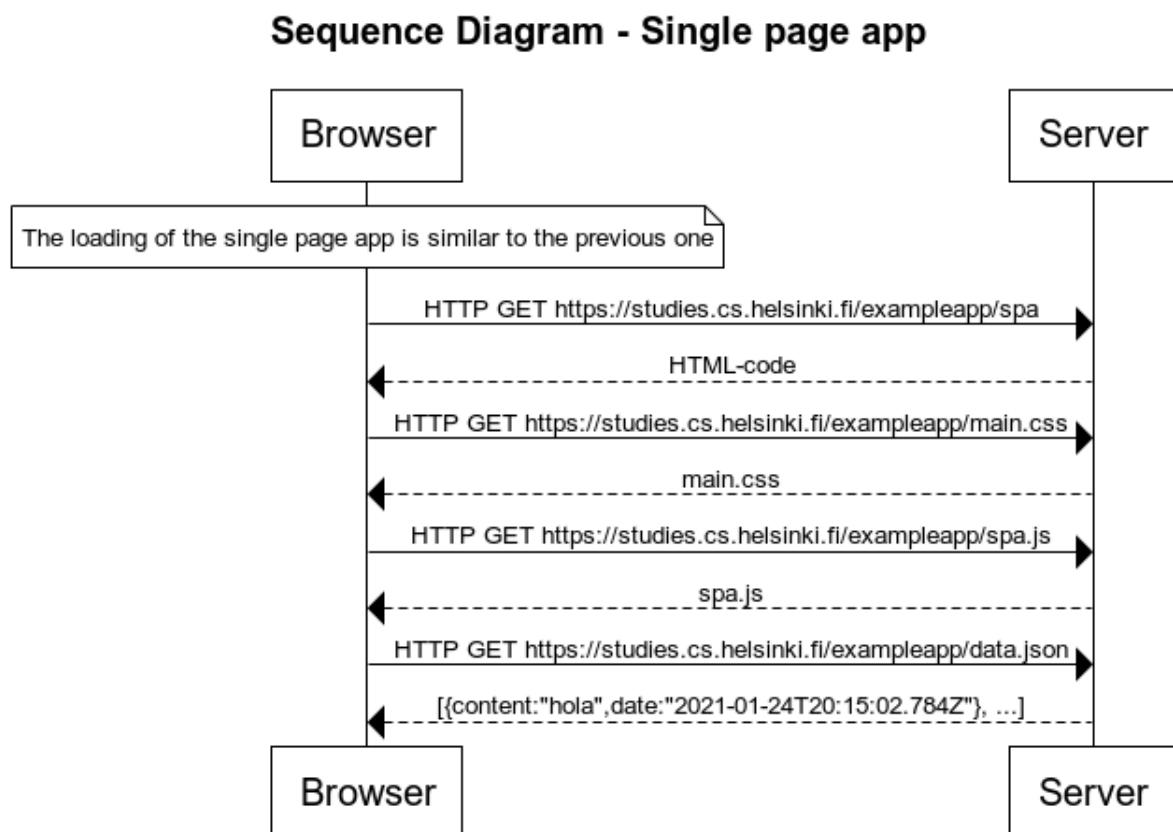 Sequence Diagram - Single page app
Browser
Server
The loading of the single page app is similar to the previous one
HTTP GET https://studies.cs.helsinki.fi/exampleapp/spa
HTML-code
HTTP GET https://studies.cs.helsinki.fi/exampleapp/main.css
main.css
HTTP GET https://studies.cs.helsinki.fi/exampleapp/spa.js
spa.js
HTTP GET https://studies.cs.helsinki.fi/exampleapp/data.json
[{content:"hola",date:"2021-01-24T20:15:02.784Z"}, ...]
Browser
Server